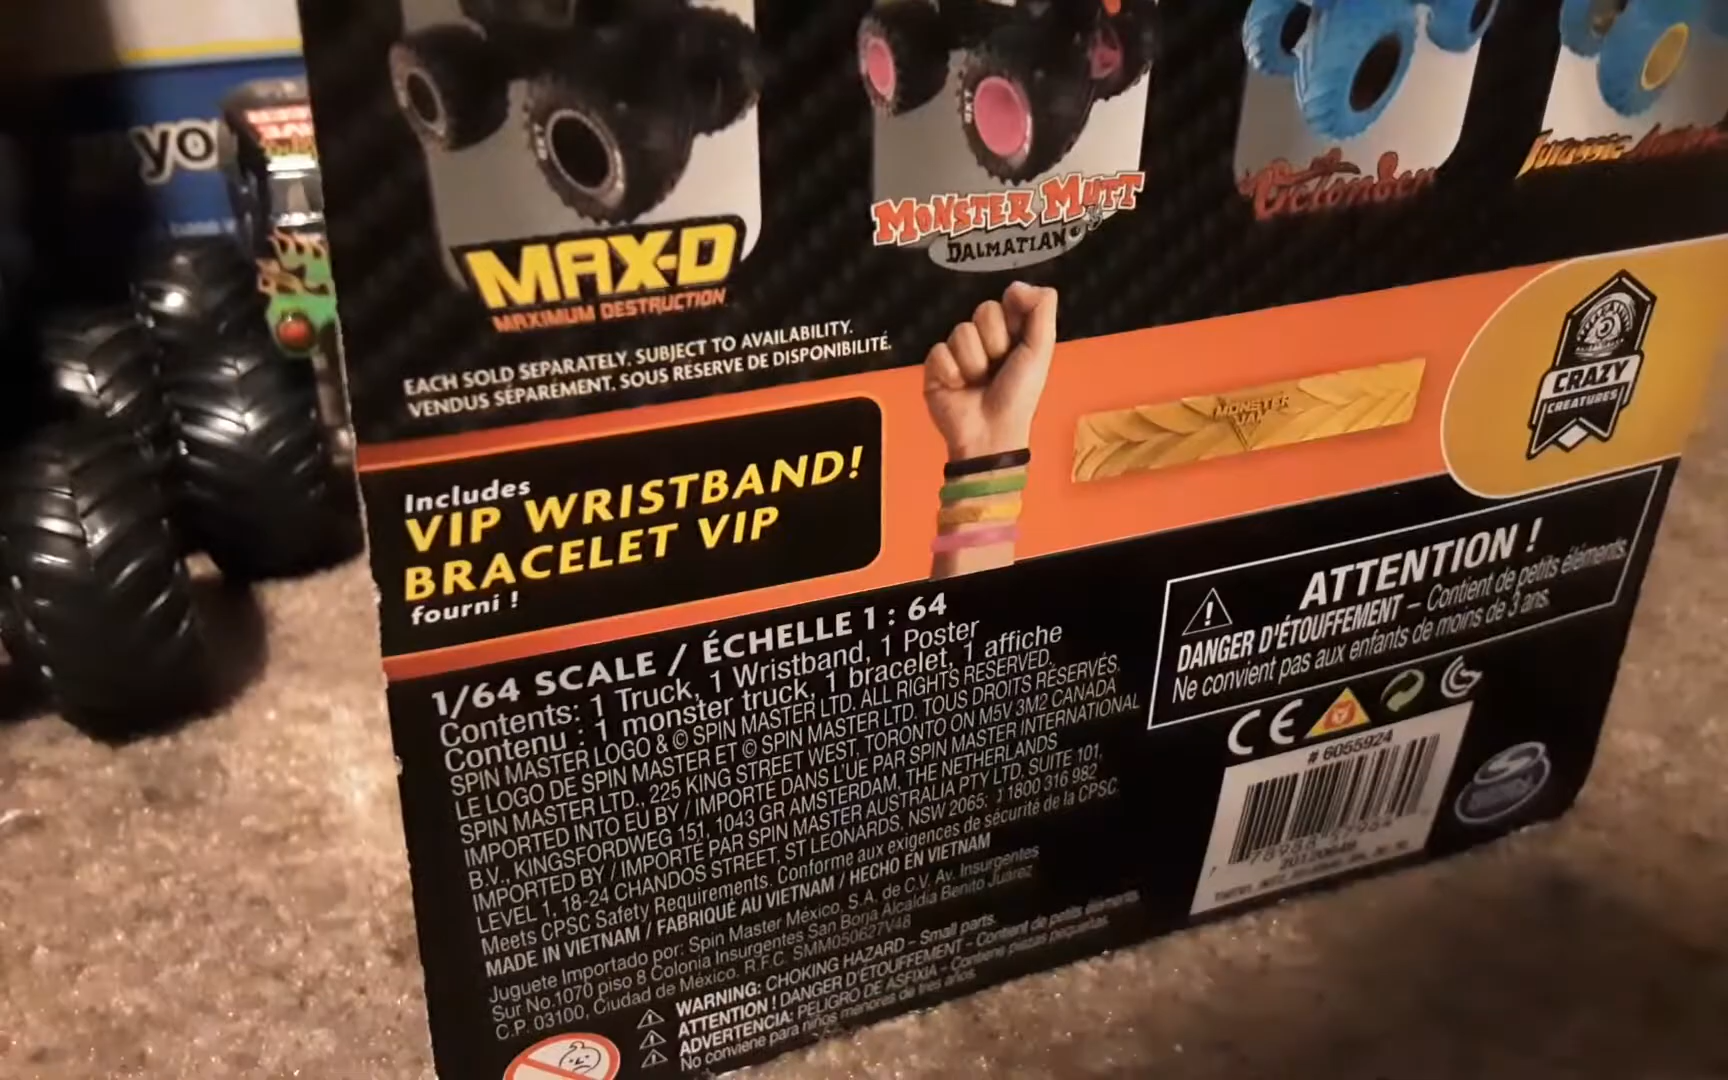 yo
MAX-D
MAXIMUM DESTRUCTION
MONSTER MUTT
DALMATIAN
Octon8er
Jurassic
EACH SOLD SEPARATELY. SUBJECT TO AVAILABILITY.
VENDUS SÉPARÉMENT. SOUS RÉSERVE DE DISPONIBILITÉ.
Includes
VIP WRISTBAND!
BRACELET VIP
fourni !
MONSTER
JAM
CRAZY
CREATURES
1/64 SCALE / ÉCHELLE 1 : 64
Contents: 1 Truck, 1 Wristband, 1 Poster
Contenu : 1 monster truck, 1 bracelet, 1 affiche
SPIN MASTER LOGO & © SPIN MASTER LTD. ALL RIGHTS RESERVED.
LE LOGO DE SPIN MASTER ET © SPIN MASTER LTD. TOUS DROITS RÉSERVÉS.
SPIN MASTER LTD., 225 KING STREET WEST, TORONTO ON M5V 3M2 CANADA
IMPORTED INTO EU BY / IMPORTÉ DANS L'UE PAR SPIN MASTER INTERNATIONAL
B.V., KINGSFORDWEG 151, 1043 GR AMSTERDAM, THE NETHERLANDS
IMPORTED BY / IMPORTÉ PAR SPIN MASTER AUSTRALIA PTY LTD, SUITE 101,
LEVEL 1, 18-24 CHANDOS STREET, ST LEONARDS, NSW 2065: 1 800 316 982
Meets CPSC Safety Requirements. Conforme aux exigences de sécurité de la CPSC.
MADE IN VIETNAM / FABRIQUÉ AU VIETNAM / HECHO EN VIETNAM
Juguete Importado por: Spin Master México, S.A. de C.V. Av. Insurgentes
Sur No.1070 piso 8 Colonia Insurgentes San Borja Alcaldía Benito Juárez
C.P. 03100, Ciudad de México. R.F.C. SMM050627V48
WARNING: CHOKING HAZARD – Small parts.
ATTENTION ! DANGER D'ÉTOUFFEMENT – Contient de petits éléments.
ADVERTENCIA: PELIGRO DE ASFIXIA – Contiene piezas pequeñas.
No conviene para niños menores de tres años.
ATTENTION !
DANGER D'ÉTOUFFEMENT – Contient de petits éléments.
Ne convient pas aux enfants de moins de 3 ans.
CE
# 6055924